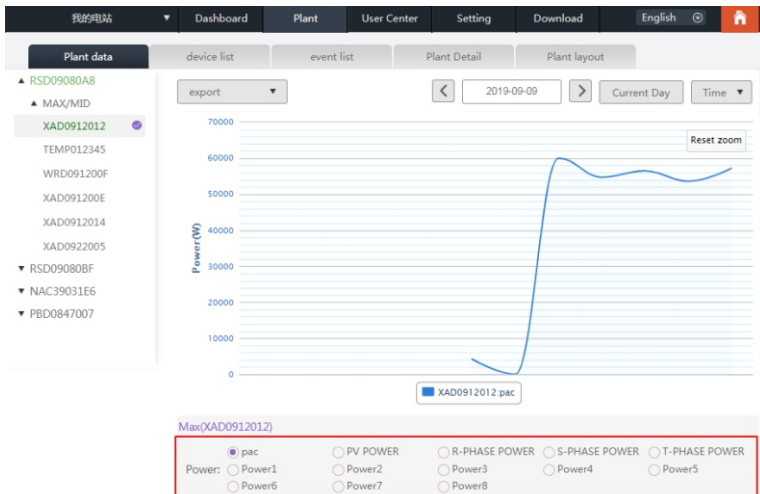 我的电站 ▼ Dashboard Plant User Center Setting Download English
Plant data device list event list Plant Detail Plant layout
▲ RSD09080A8
▲ MAX/MID
XAD0912012
TEMP012345
WRD091200F
XAD091200E
XAD0912014
XAD0922005
▼ RSD09080BF
▼ NAC39031E6
▼ PBD0847007
export ▼ < 2019-09-09 > Current Day Time ▼
Reset zoom
Power(W)
70000
60000
50000
40000
30000
20000
10000
0
XAD0912012:pac
Max(XAD0912012)
pac PV POWER R-PHASE POWER S-PHASE POWER T-PHASE POWER
Power: Power1 Power2 Power3 Power4 Power5
Power6 Power7 Power8